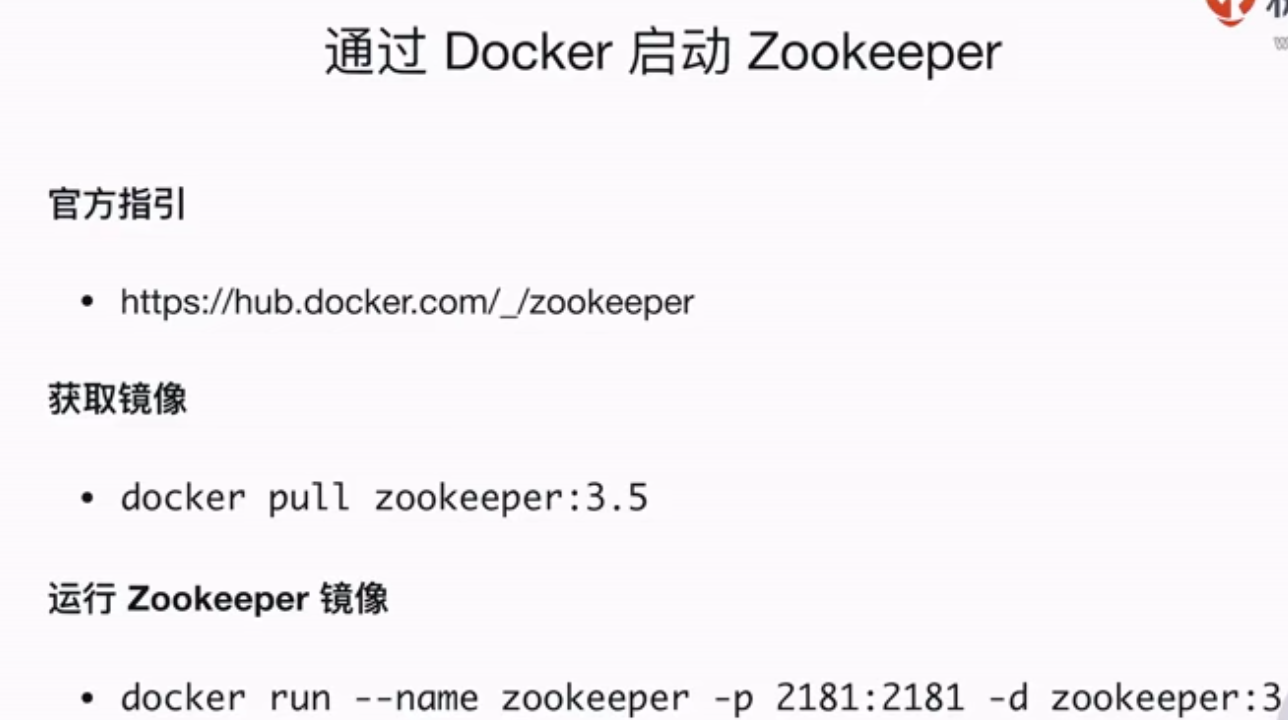 通过 Docker 启动 Zookeeper
官方指引
• https://hub.docker.com/_/zookeeper
获取镜像
• docker pull zookeeper:3.5
运行 Zookeeper 镜像
• docker run --name zookeeper -p 2181:2181 -d zookeeper:3